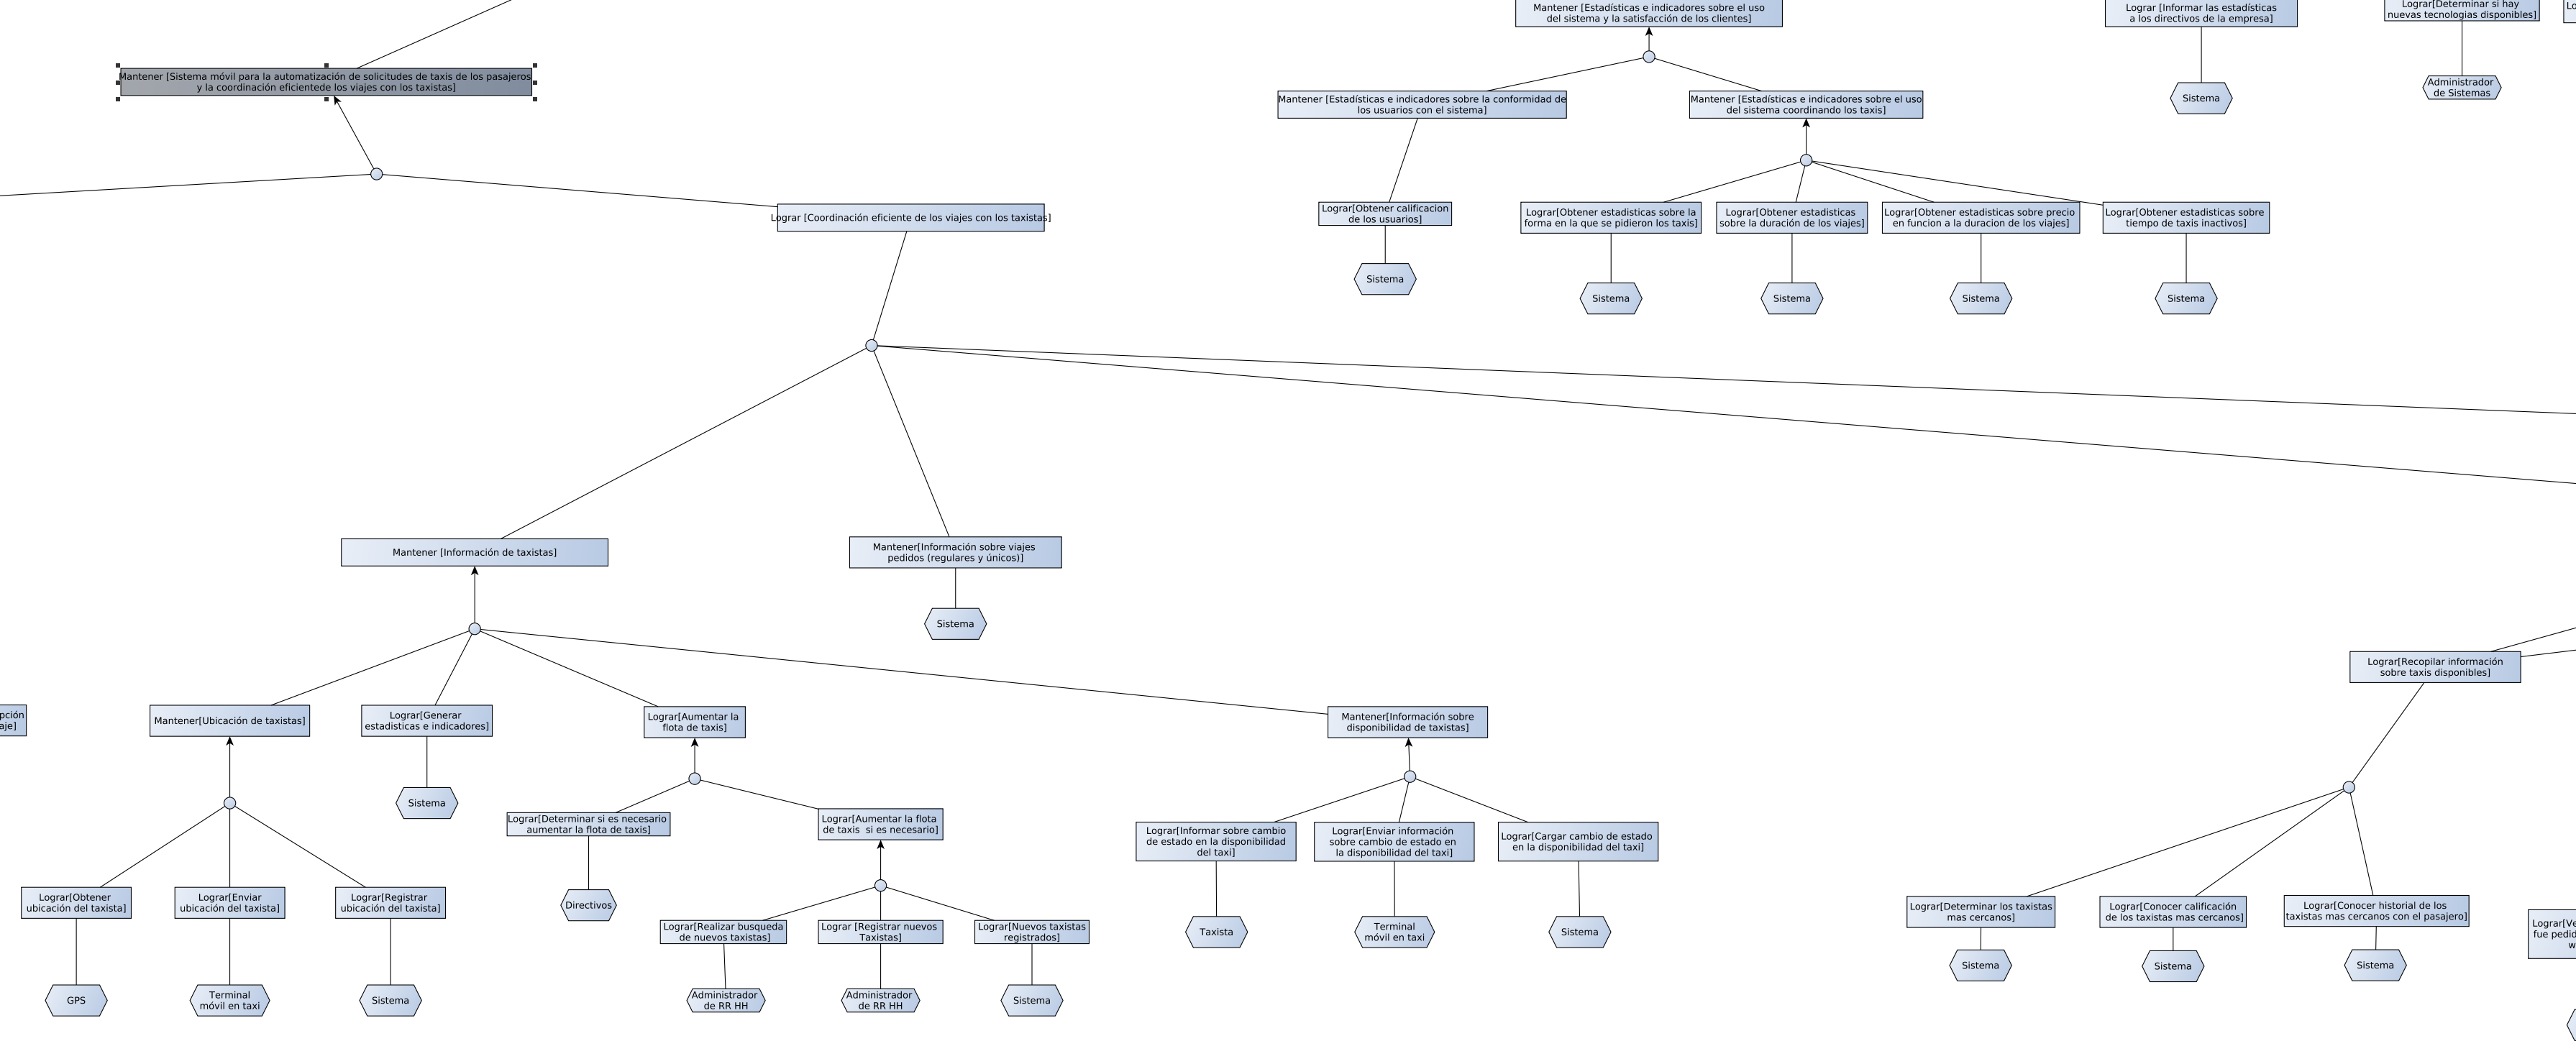 Mantener [Estadísticas e indicadores sobre el uso
del sistema y la satisfacción de los clientes]
Lograr [Informar las estadísticas
a los directivos de la empresa]
Lograr[Determinar si hay
nuevas tecnologias disponibles]
Mantener [Sistema móvil para la automatización de solicitudes de taxis de los pasajeros
y la coordinación eficientede los viajes con los taxistas]
Mantener [Estadísticas e indicadores sobre la conformidad de
los usuarios con el sistema]
Mantener [Estadísticas e indicadores sobre el uso
del sistema coordinando los taxis]
Sistema
Administrador
de Sistemas
Lograr [Coordinación eficiente de los viajes con los taxistas]
Lograr[Obtener calificacion
de los usuarios]
Lograr[Obtener estadisticas sobre la
forma en la que se pidieron los taxis]
Lograr[Obtener estadisticas
sobre la duración de los viajes]
Lograr[Obtener estadisticas sobre precio
en funcion a la duracion de los viajes]
Lograr[Obtener estadisticas sobre
tiempo de taxis inactivos]
Sistema
Sistema
Sistema
Sistema
Sistema
Mantener [Información de taxistas]
Mantener[Información sobre viajes
pedidos (regulares y únicos)]
Sistema
Lograr[Recopilar información
sobre taxis disponibles]
pción
aje]
Mantener[Ubicación de taxistas]
Lograr[Generar
estadisticas e indicadores]
Lograr[Aumentar la
flota de taxis]
Mantener[Información sobre
disponibilidad de taxistas]
Sistema
Lograr[Determinar si es necesario
aumentar la flota de taxis]
Lograr[Aumentar la flota
de taxis  si es necesario]
Lograr[Informar sobre cambio
de estado en la disponibilidad
del taxi]
Lograr[Enviar información
sobre cambio de estado en
la disponibilidad del taxi]
Lograr[Cargar cambio de estado
en la disponibilidad del taxi]
Lograr[Obtener
ubicación del taxista]
Lograr[Enviar
ubicación del taxista]
Lograr[Registrar
ubicación del taxista]
Directivos
Lograr[Realizar busqueda
de nuevos taxistas]
Lograr [Registrar nuevos
Taxistas]
Lograr[Nuevos taxistas
registrados]
Taxista
Terminal
móvil en taxi
Sistema
Lograr[Determinar los taxistas
mas cercanos]
Lograr[Conocer calificación
de los taxistas mas cercanos]
Lograr[Conocer historial de los
taxistas mas cercanos con el pasajero]
Lograr[Ve
fue pedid
w
Sistema
Sistema
Sistema
GPS
Terminal
móvil en taxi
Sistema
Administrador
de RR HH
Administrador
de RR HH
Sistema